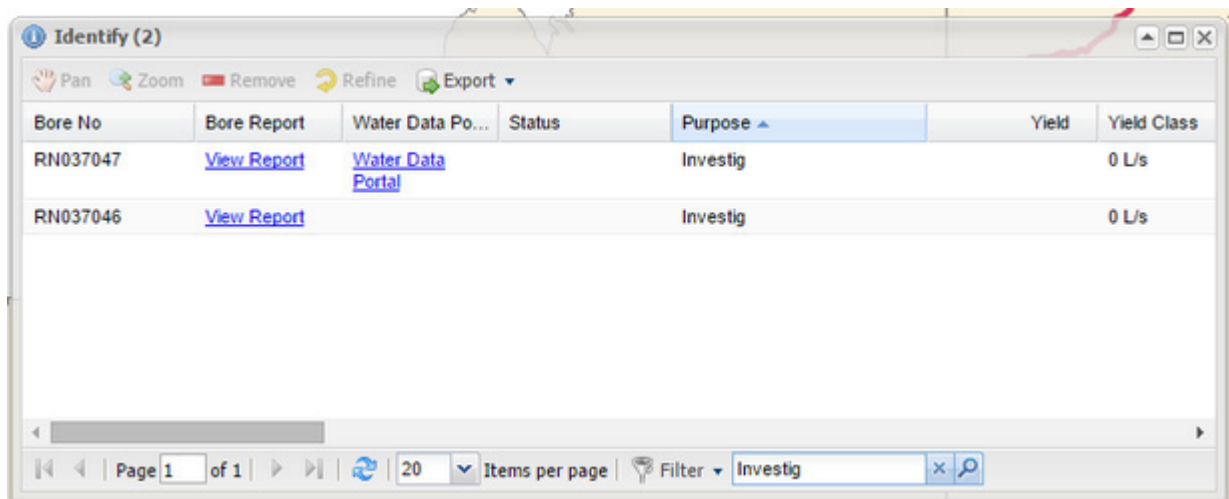 Identify (2)
Pan Zoom Remove Refine Export
Bore No Bore Report Water Data Po... Status Purpose Yield Yield Class
RN037047 View Report Water Data Investig 0 L/s
Portal
RN037046 View Report Investig 0 L/s
Page 1 of 1 20 Items per page Filter Investig